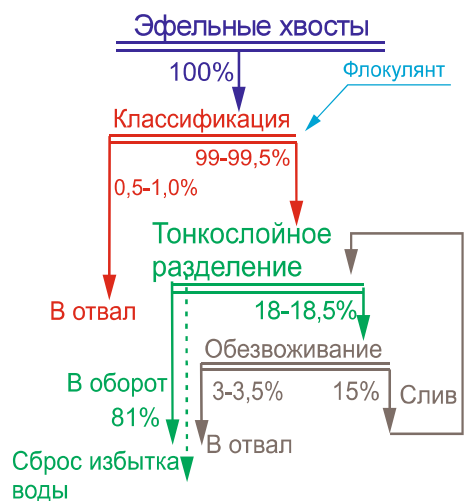 Эфельные хвосты
100%
Флокулянт
Классификация
99-99,5%
0,5-1,0%
Тонкослойное
разделение
В отвал
18-18,5%
Обезвоживание
В оборот
3-3,5%
15%
Слив
81%
В отвал
Сброс избытка
воды